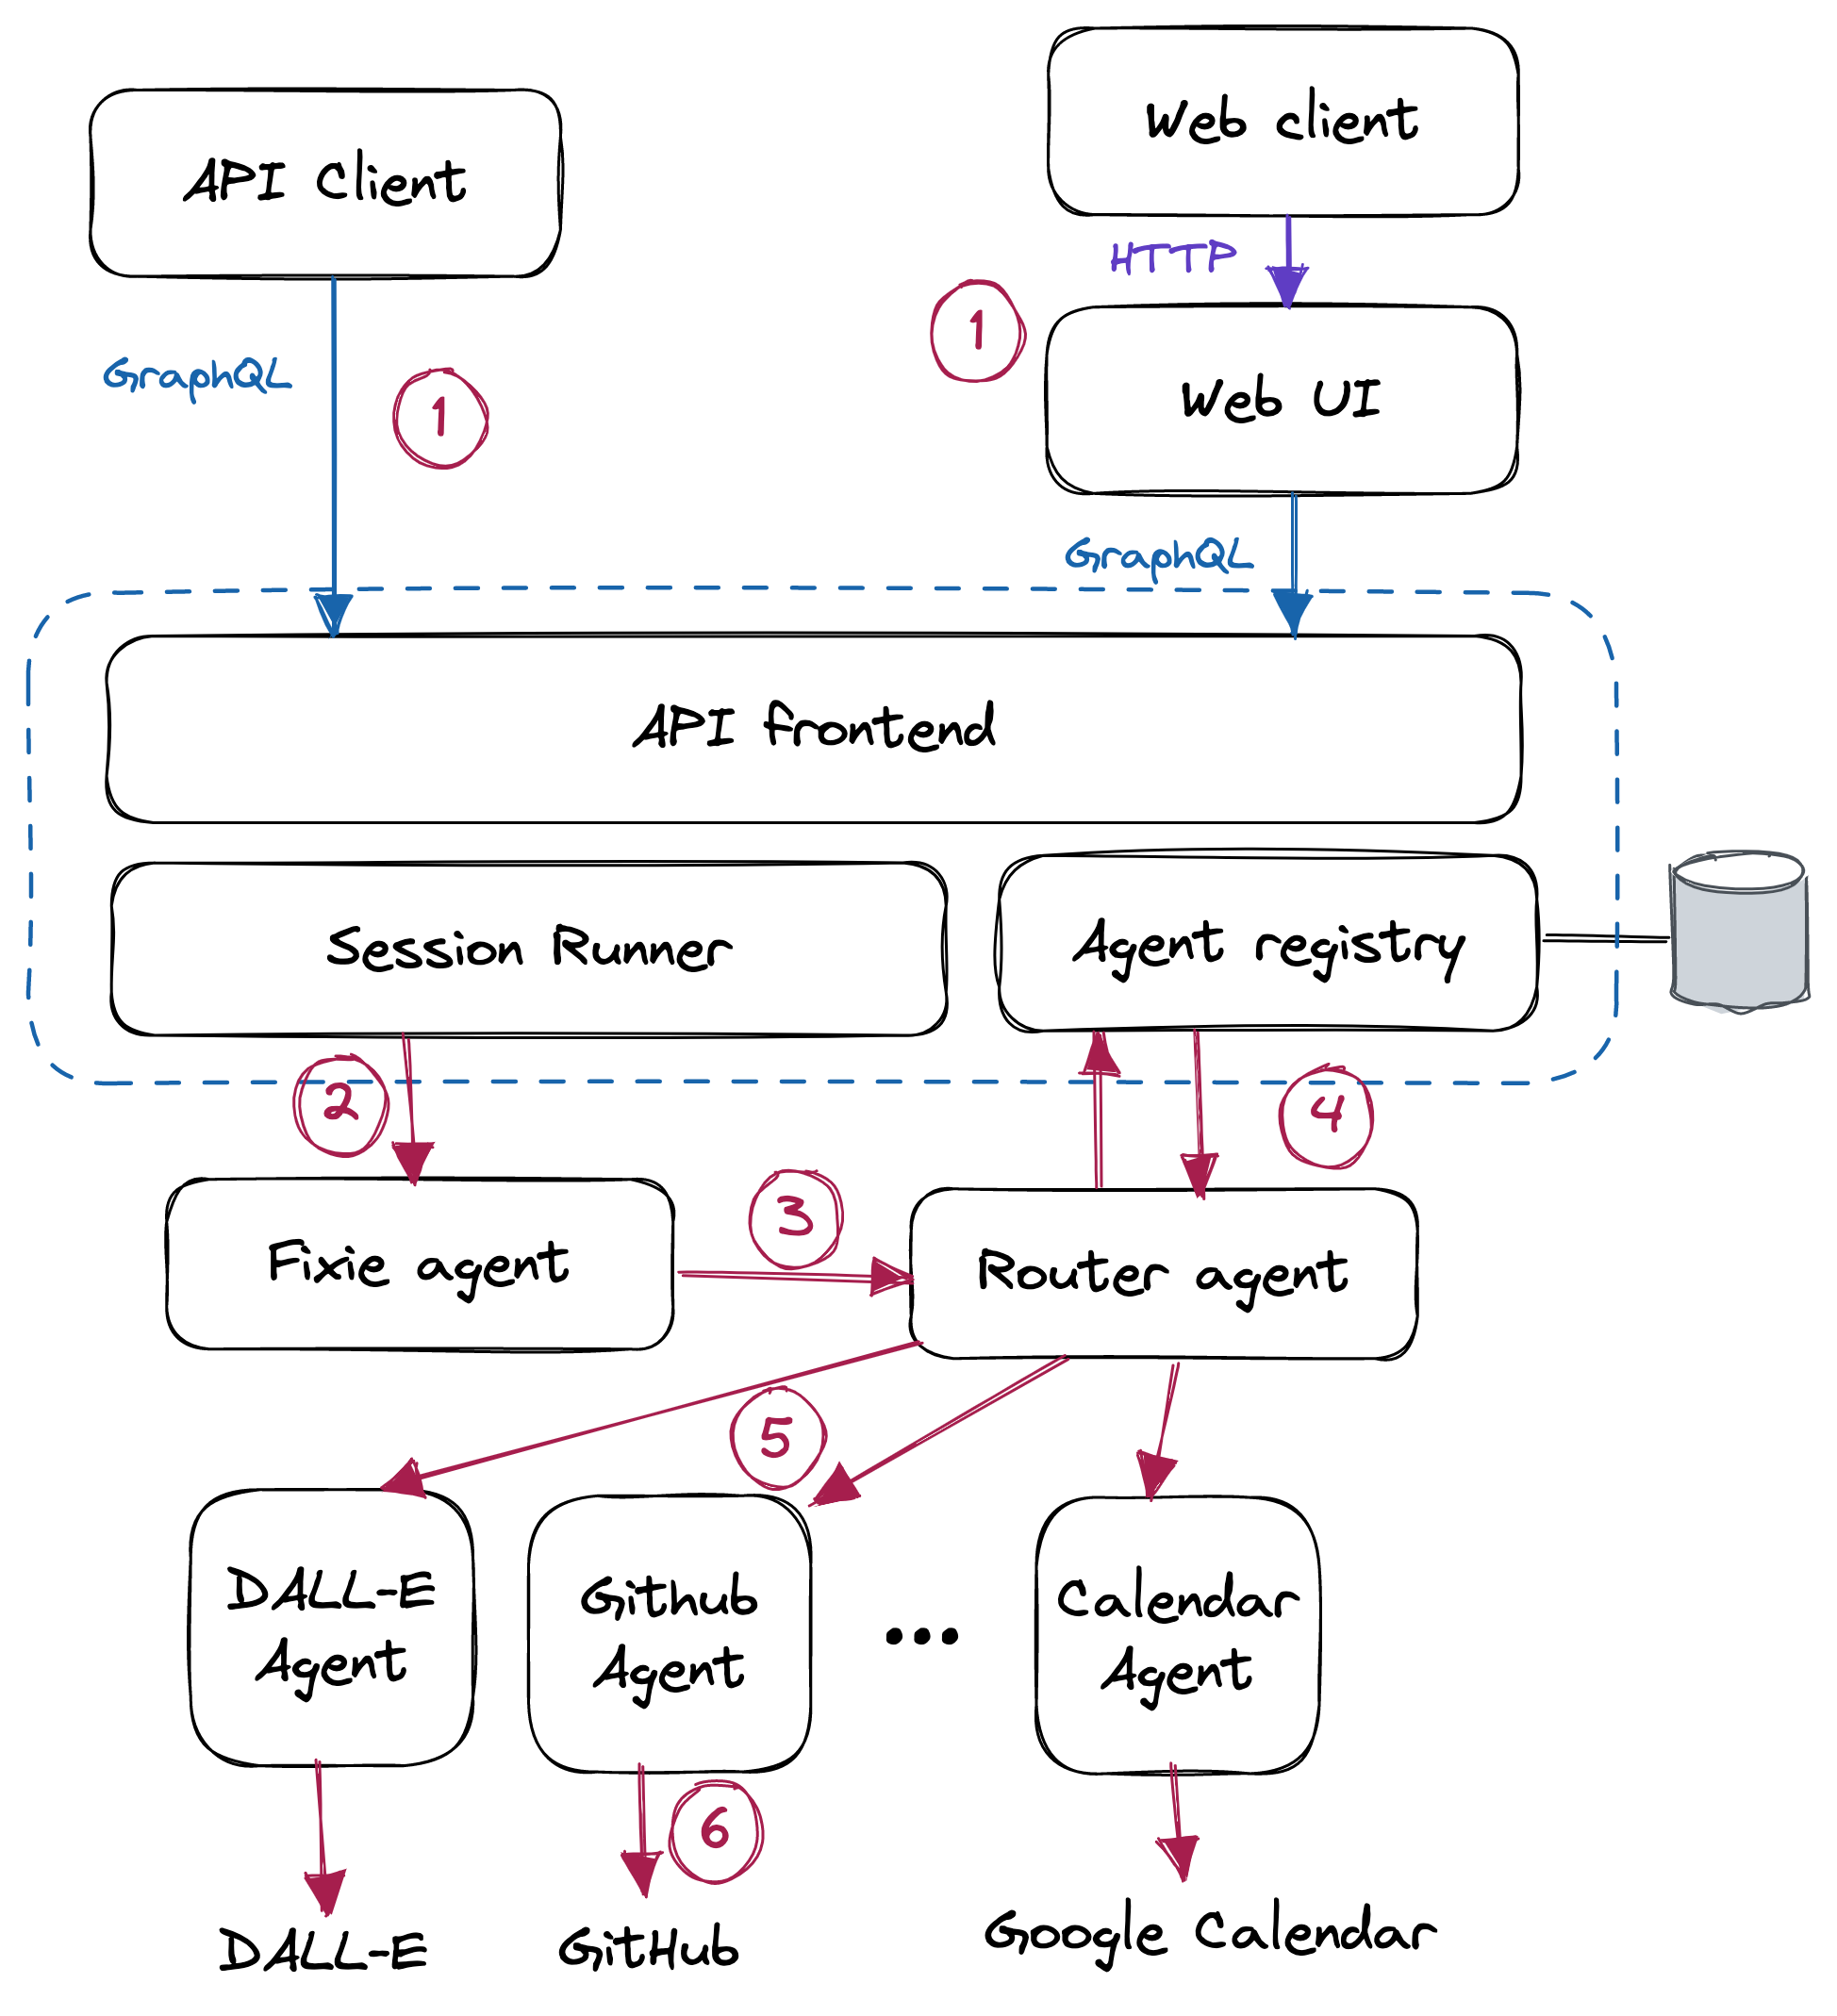 Web client
API Client
HTTP
1
GraphQL
1
Web UI
GraphQL
API frontend
Session Runner
Agent registry
2
4
3
Fixie agent
Router agent
5
DALL-E
Agent
Github
Agent
...
Calendar
Agent
6
DALL-E
GitHub
Google Calendar